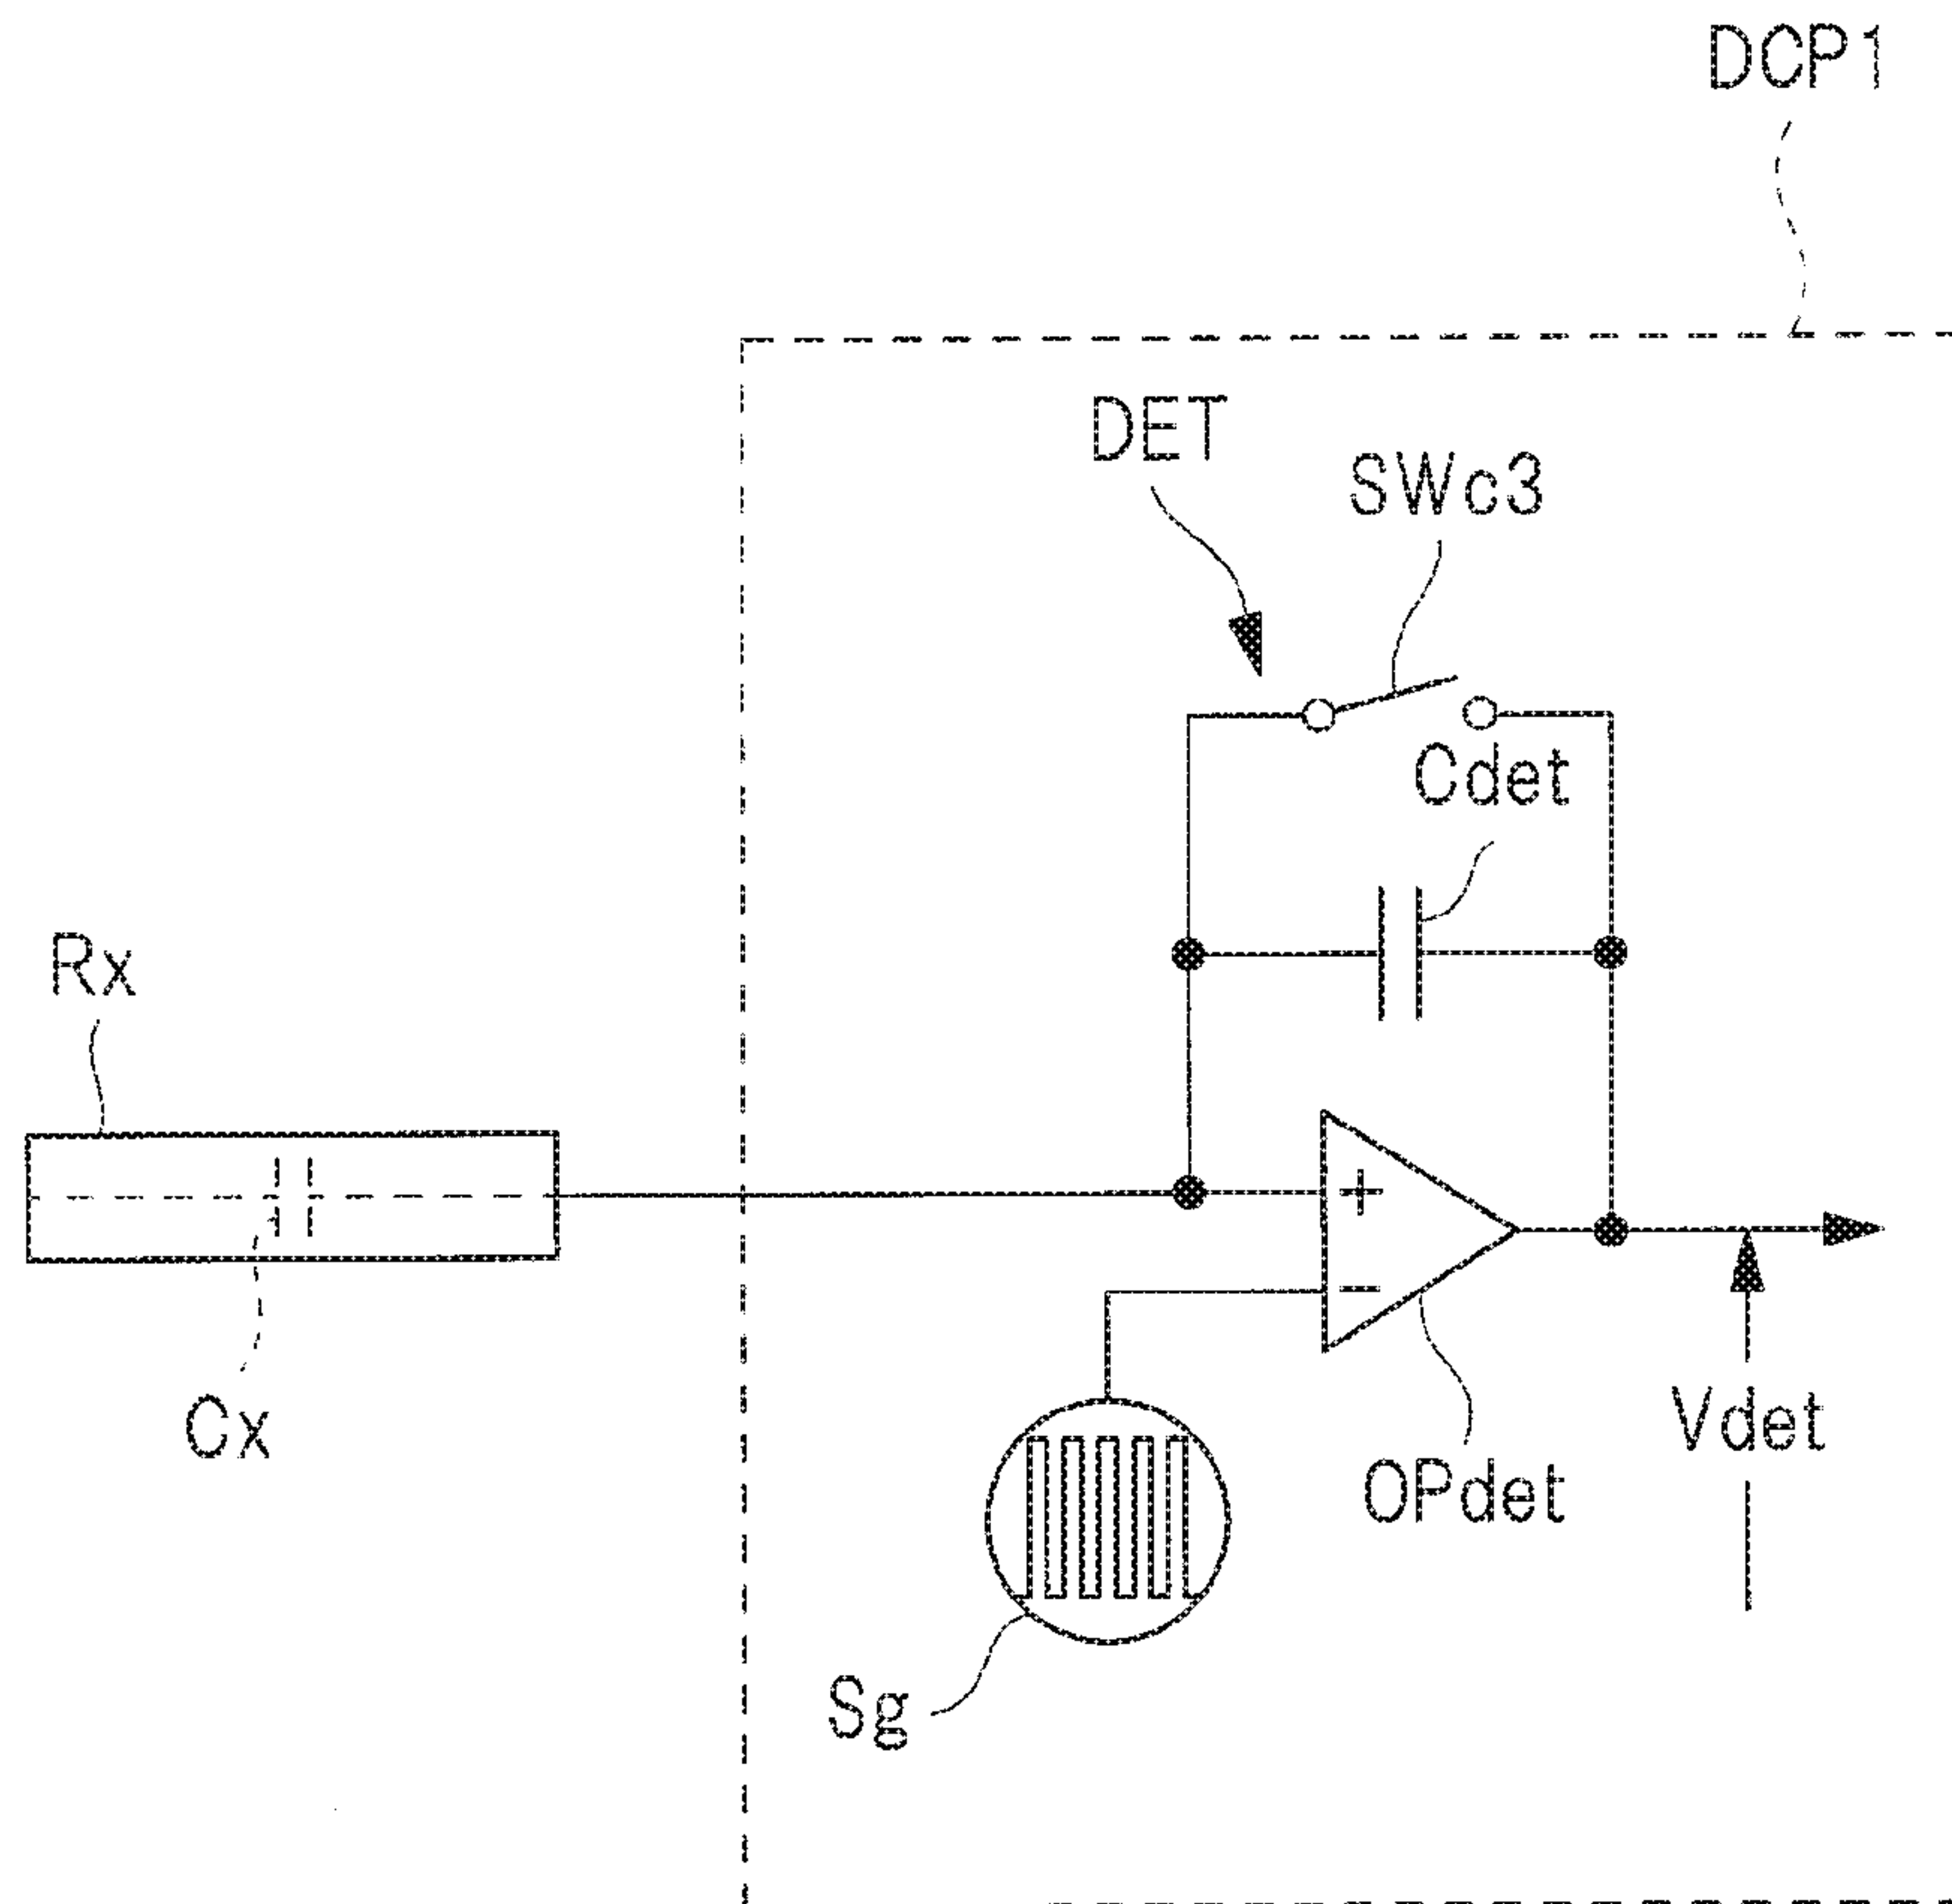 DCP1
DET
SWc3
Cdet
Rx
+
−
Cx
Vdet
OPdet
Sg